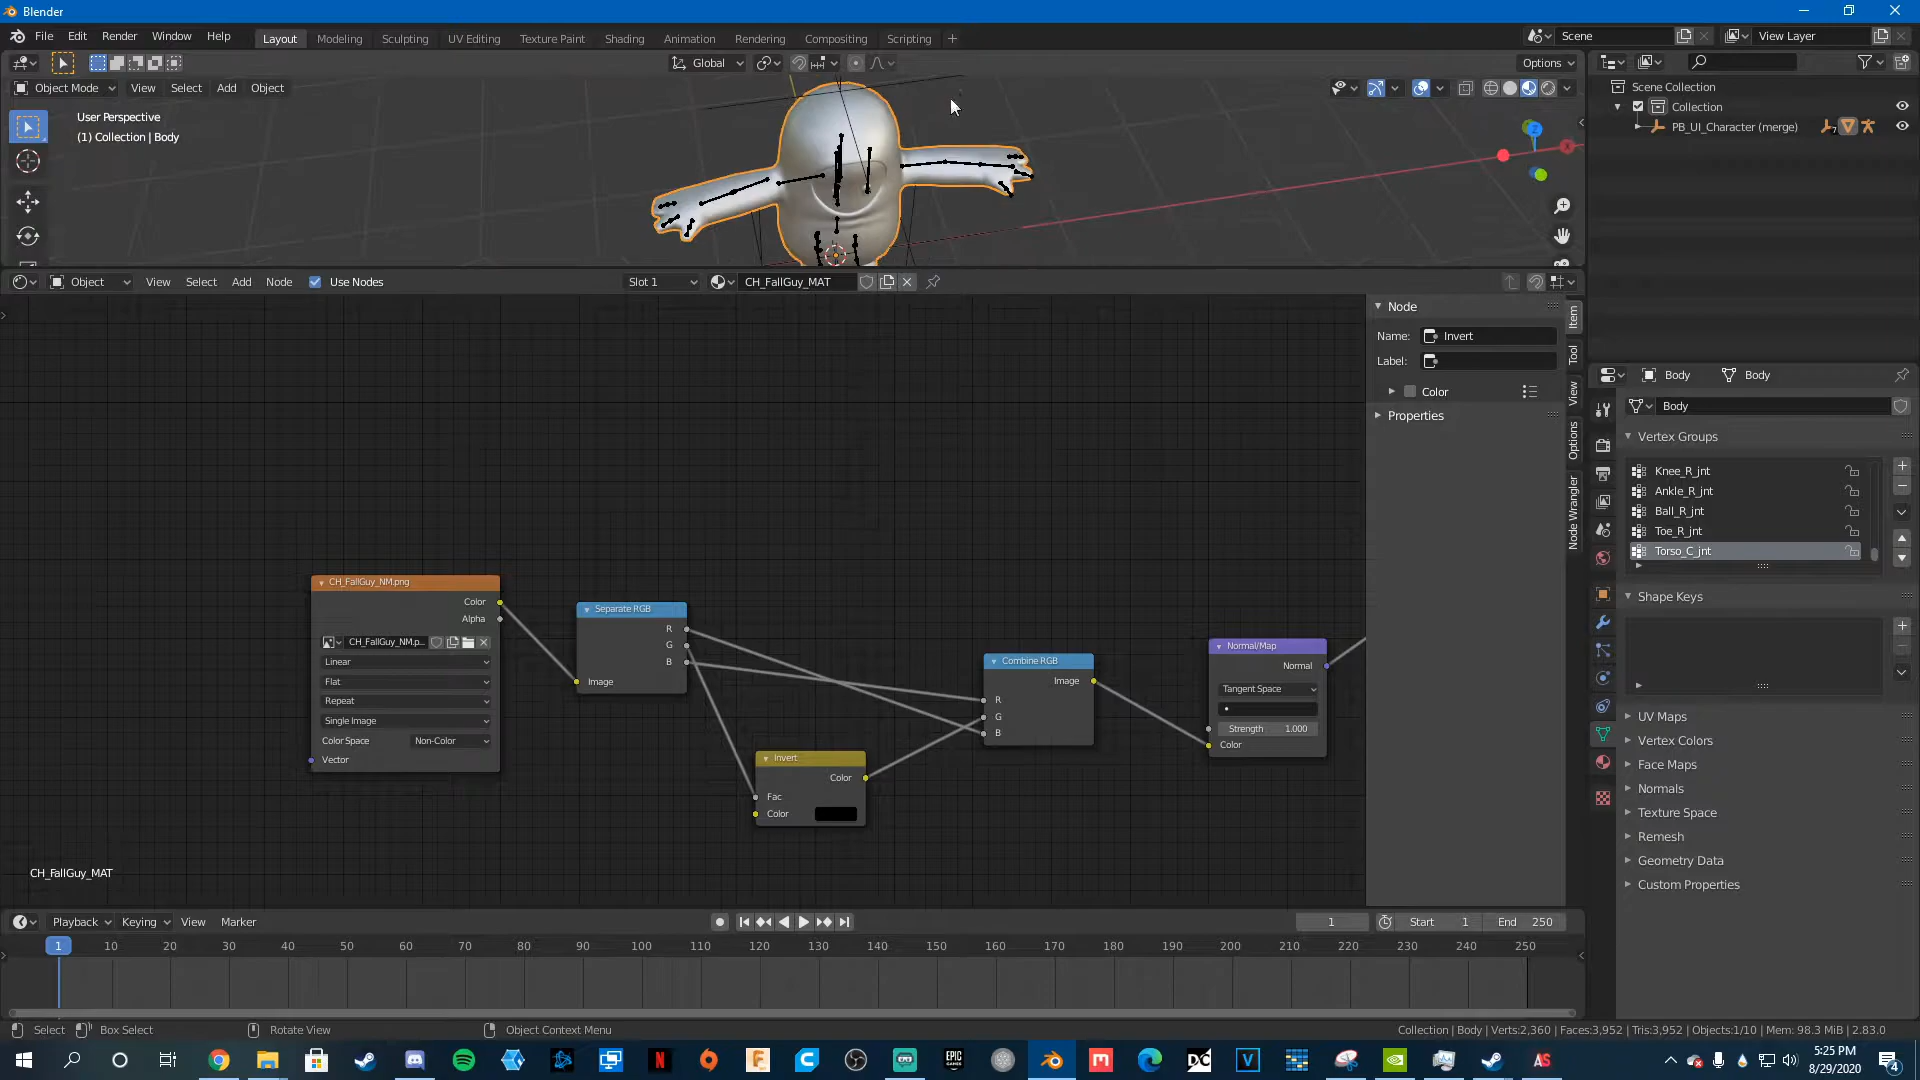 Blender
File Edit Render Window Help
Layout Modeling Sculpting UV Editing Texture Paint Shading Animation Rendering Compositing Scripting
Scene View Layer
Global Options
Object Mode View Select Add Object
User Perspective
(1) Collection | Body
Scene Collection
Collection
PB_UI_Character (merge)
Object View Select Add Node Use Nodes Slot 1 CH_FallGuy_MAT
Node
Name: Invert
Label:
Color
Properties
Item
Tool
View
Options
Node Wrangler
Body Body
Body
Vertex Groups
Knee_R_jnt
Ankle_R_jnt
Ball_R_jnt
Toe_R_jnt
Torso_C_jnt
Shape Keys
UV Maps
Vertex Colors
Face Maps
Normals
Texture Space
Remesh
Geometry Data
Custom Properties
CH_FallGuy_NM.png
Color
Alpha
CH_FallGuy_NM.p...
Linear
Flat
Repeat
Single Image
Color Space Non-Color
Vector
Separate RGB
R
G
B
Image
Invert
Color
Fac
Color
Combine RGB
Image
R
G
B
Normal/Map
Normal
Tangent Space
Strength 1.000
Color
CH_FallGuy_MAT
Playback Keying View Marker 1 Start 1 End 250
1 10 20 30 40 50 60 70 80 90 100 110 120 130 140 150 160 170 180 190 200 210 220 230 240 250
Select Box Select Rotate View Object Context Menu
Collection | Body | Verts:2,360 | Faces:3,952 | Tris:3,952 | Objects:1/10 | Mem: 98.3 MiB | 2.83.0
5:25 PM
8/29/2020